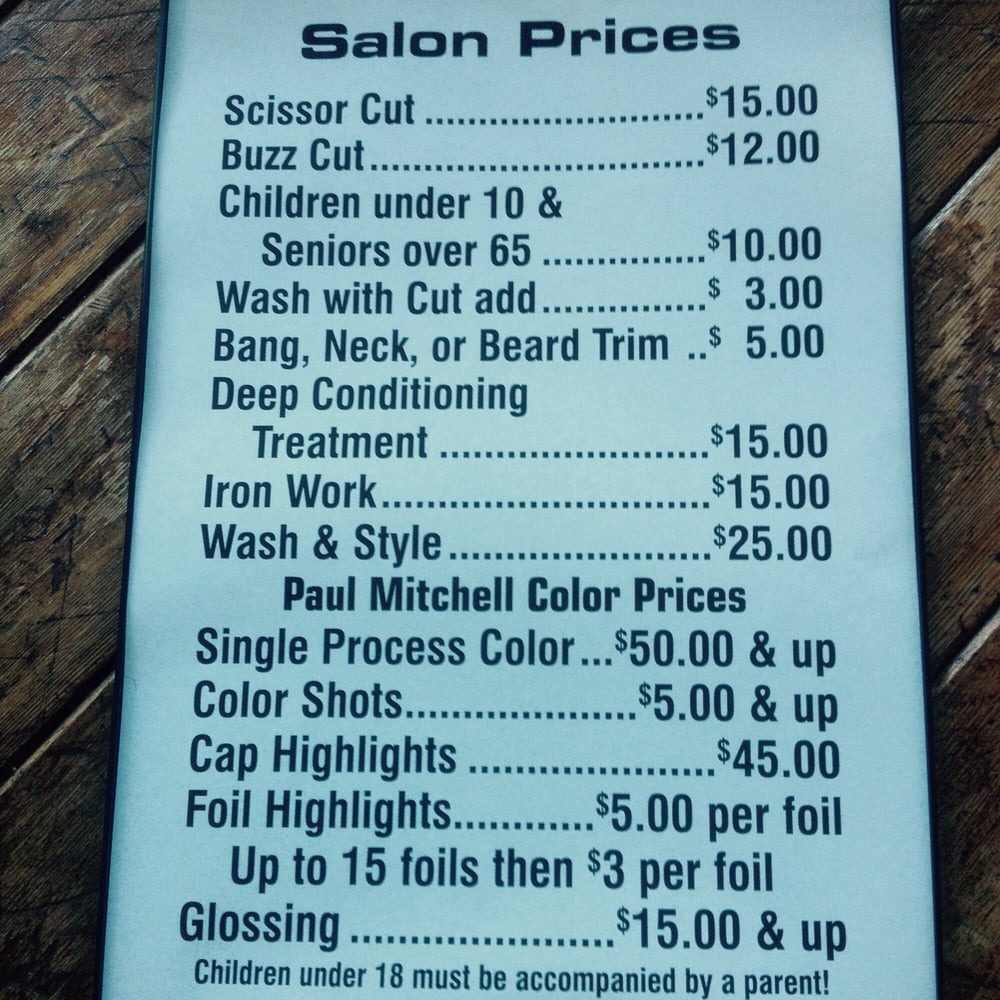 Salon Prices
Scissor Cut ............................$15.00
Buzz Cut...................................$12.00
Children under 10 &
Seniors over 65 .................$10.00
Wash with Cut add.................$ 3.00
Bang, Neck, or Beard Trim ..$ 5.00
Deep Conditioning
Treatment ............................$15.00
Iron Work..................................$15.00
Wash & Style...........................$25.00
Paul Mitchell Color Prices
Single Process Color...$50.00 & up
Color Shots.......................$5.00 & up
Cap Highlights ........................$45.00
Foil Highlights.............$5.00 per foil
Up to 15 foils then $3 per foil
Glossing ..........................$15.00 & up
Children under 18 must be accompanied by a parent!